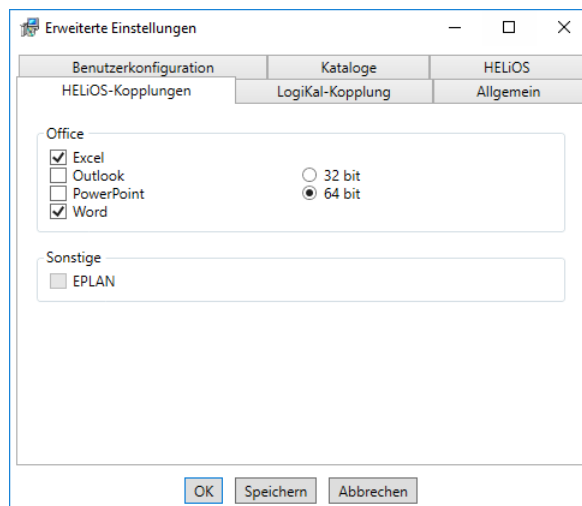 Erweiterte Einstellungen
Benutzerkonfiguration Kataloge HELiOS
HELiOS-Kopplungen LogiKal-Kopplung Allgemein
Office
Excel
Outlook 32 bit
PowerPoint 64 bit
Word
Sonstige
EPLAN
OK Speichern Abbrechen